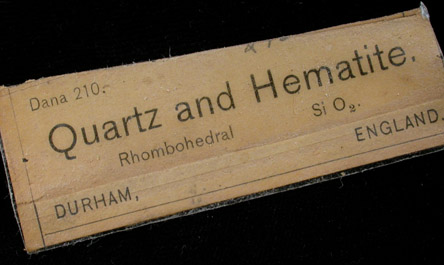 Dana 210.-
Quartz and Hematite.
Rhombohedral Si O₂.
DURHAM, ENGLAND.